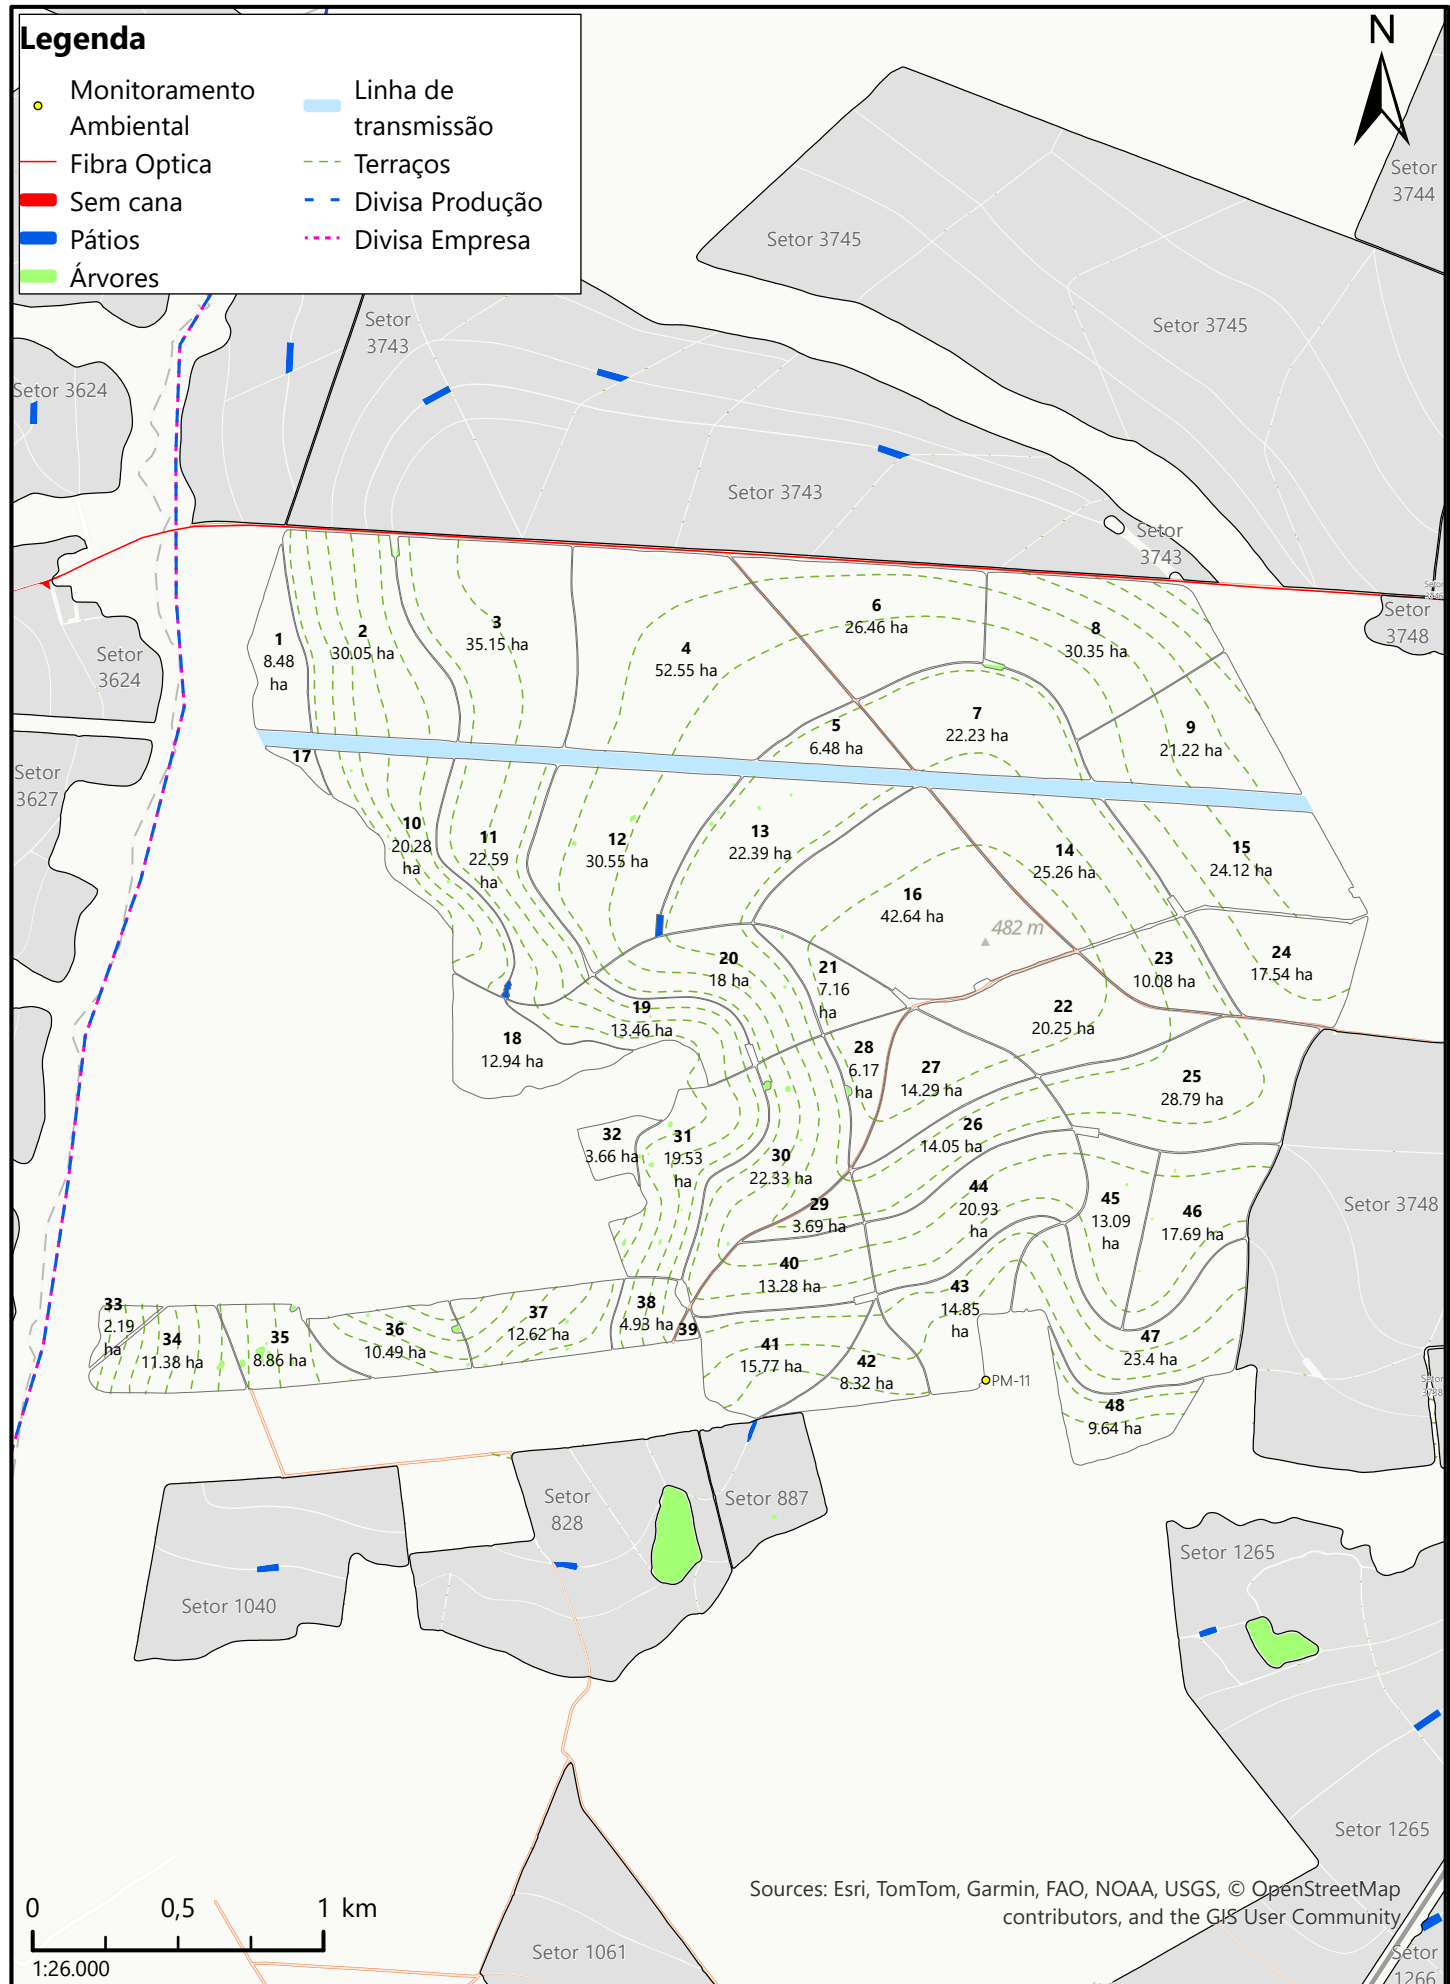 Legenda
Monitoramento
Ambiental
Fibra Optica
Sem cana
Pátios
Árvores
Linha de
transmissão
Terraços
Divisa Produção
Divisa Empresa
N
Setor
3744
Setor 3745
Setor 3745
Setor
3743
Setor 3624
Setor 3743
Setor
3743
Setor
3748
Setor
3624
1
8.48
ha
2
30.05 ha
3
35.15 ha
4
52.55 ha
6
26.46 ha
8
30.35 ha
5
6.48 ha
7
22.23 ha
9
21.22 ha
17
Setor
3627
10
20.28
ha
11
22.59
ha
12
30.55 ha
13
22.39 ha
14
25.26 ha
15
24.12 ha
16
42.64 ha
482 m
20
18 ha
21
7.16
ha
23
10.08 ha
24
17.54 ha
19
13.46 ha
22
20.25 ha
18
12.94 ha
28
6.17
ha
27
14.29 ha
25
28.79 ha
26
14.05 ha
32
3.66 ha
31
19.53
ha
30
22.33 ha
29
3.69 ha
44
20.93
ha
45
13.09
ha
46
17.69 ha
Setor 3748
40
13.28 ha
43
14.85
ha
33
2.19
ha
34
11.38 ha
35
8.86 ha
36
10.49 ha
37
12.62 ha
38
4.93 ha
39
41
15.77 ha
42
8.32 ha
47
23.4 ha
PM-11
48
9.64 ha
Setor
828
Setor 887
Setor 1265
Setor 1040
Setor 1265
Sources: Esri, TomTom, Garmin, FAO, NOAA, USGS, © OpenStreetMap
contributors, and the GIS User Community
0 0,5 1 km
1:26.000
Setor 1061
Setor
1266